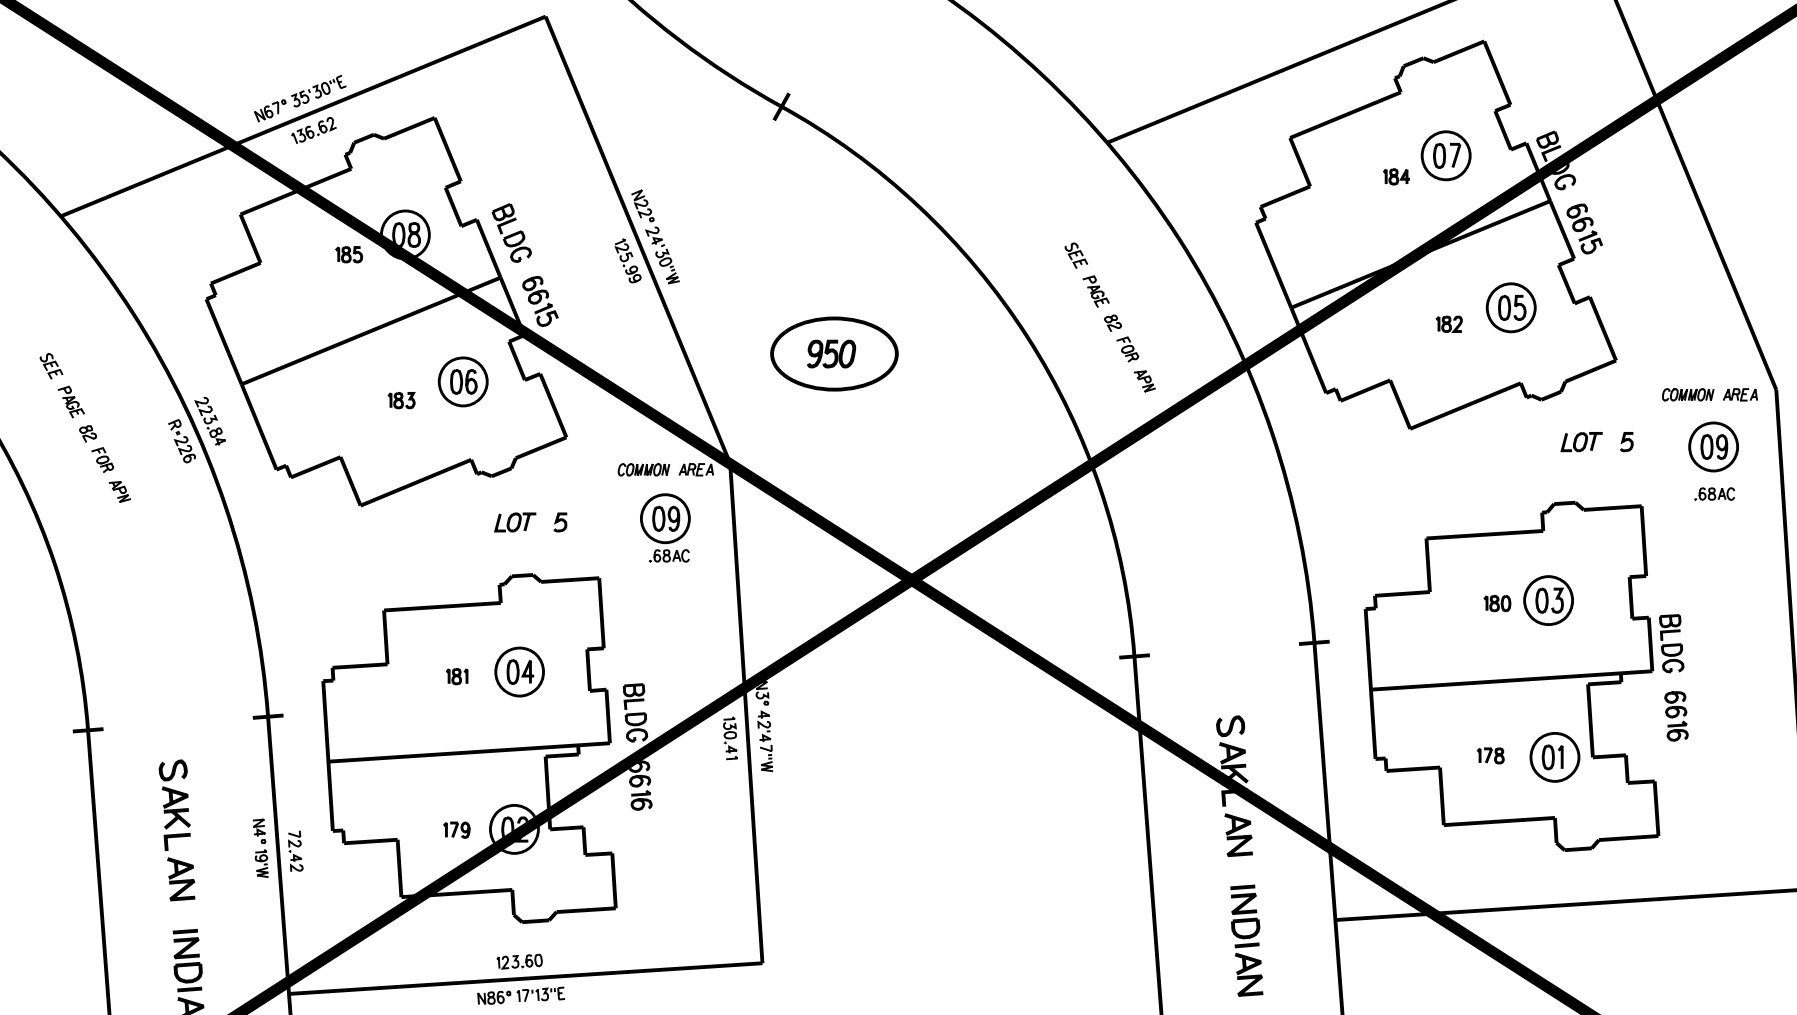 N67° 35'30"E
136.62
08
185
BLDG 6615
N22° 24'30"W
125.99
06
183
SEE PAGE 82 FOR APN
223.84
R=226
COMMON AREA
LOT 5
09
.68AC
04
181
BLDG 6616
02
179
N3° 42'47"W
130.41
N4° 19'W
72.42
SAKLAN INDIA
123.60
N86° 17'13"E
950
SEE PAGE 82 FOR APN
07
184
BLDG 6615
05
182
COMMON AREA
LOT 5
09
.68AC
03
180
BLDG 6616
01
178
SAKLAN INDIAN